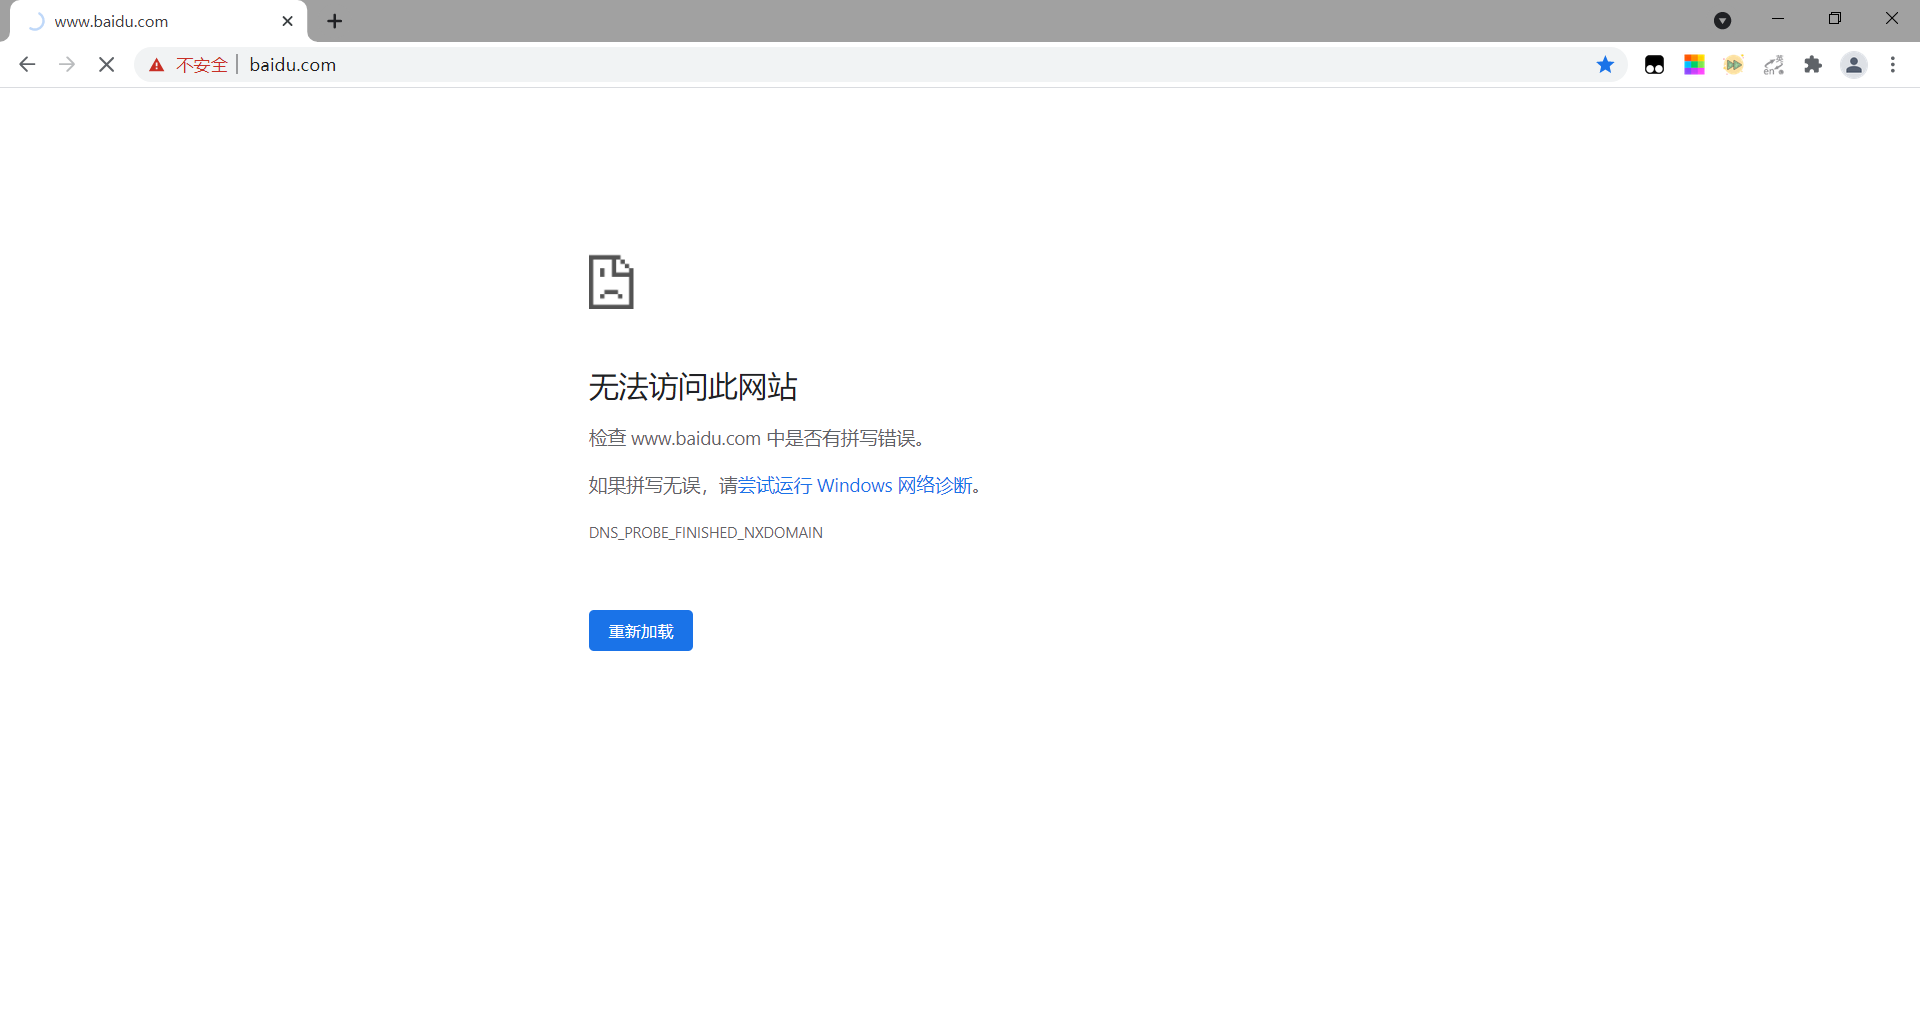 www.baidu.com
不安全 | baidu.com
无法访问此网站
检查 www.baidu.com 中是否有拼写错误。
如果拼写无误，请尝试运行 Windows 网络诊断。
DNS_PROBE_FINISHED_NXDOMAIN
重新加载
英
en